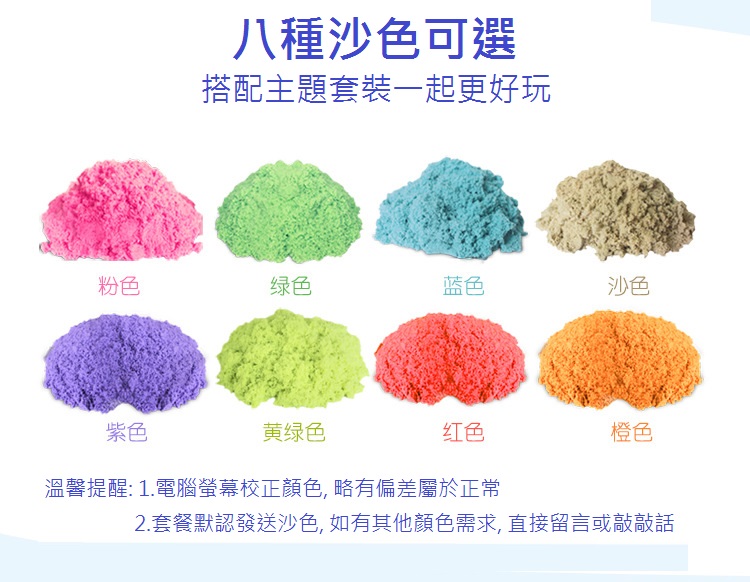 八種沙色可選
搭配主題套裝一起更好玩
粉色 绿色 蓝色 沙色
紫色 黄绿色 红色 橙色
溫馨提醒: 1.電腦螢幕校正顏色, 略有偏差屬於正常
2.套餐默認發送沙色, 如有其他顏色需求, 直接留言或敲敲話